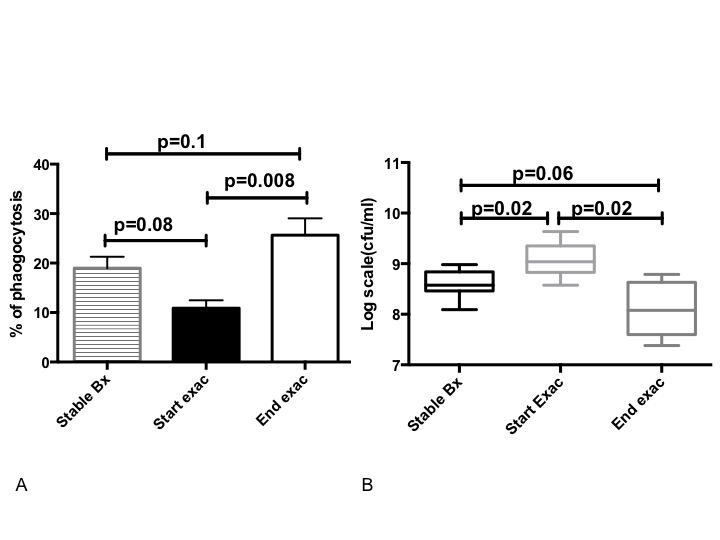 p=0.1
p=0.008
p=0.08
40
30
20
10
0
% of phaogocytosis
Stable Bx
Start exac
End exac
A
p=0.06
p=0.02
p=0.02
11
10
9
8
7
Log scale(cfu/ml)
Stable Bx
Start Exac
End exac
B